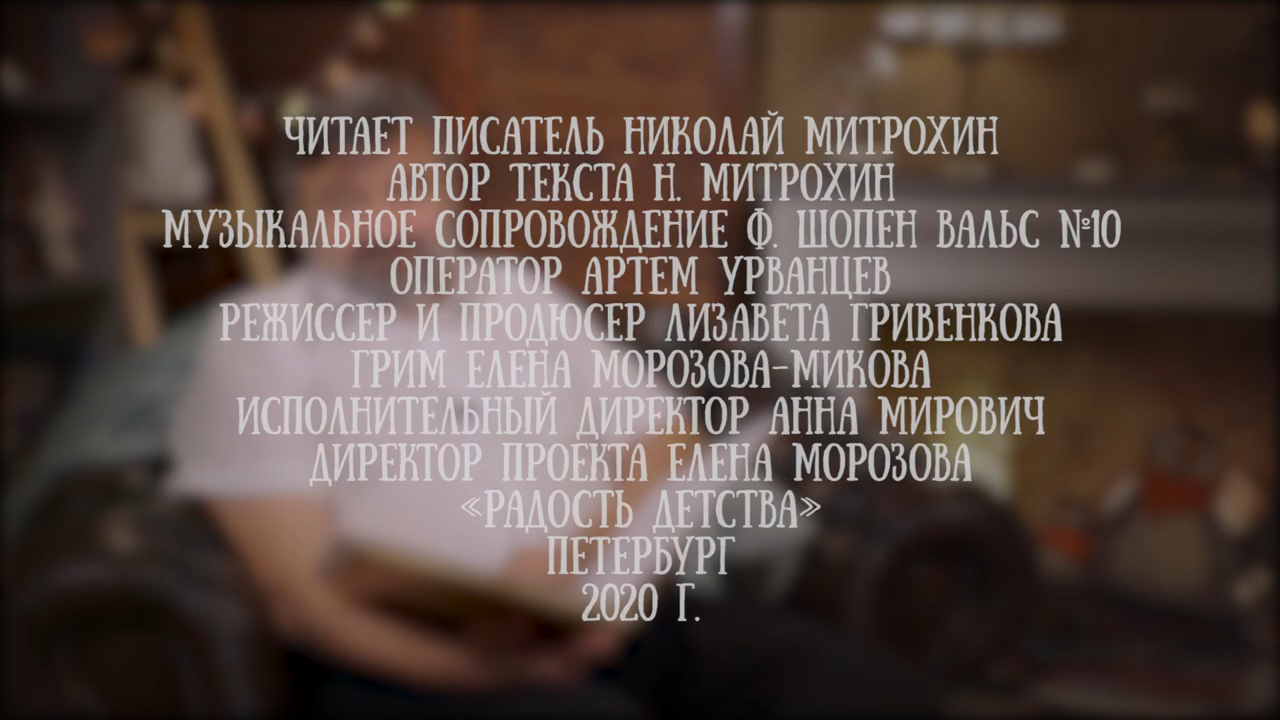 ЧИТАЕТ ПИСАТЕЛЬ НИКОЛАЙ МИТРОХИН
АВТОР ТЕКСТА Н. МИТРОХИН
МУЗЫКАЛЬНОЕ СОПРОВОЖДЕНИЕ Ф. ШОПЕН ВАЛЬС №10
ОПЕРАТОР АРТЕМ УРВАНЦЕВ
РЕЖИССЕР И ПРОДЮСЕР ЛИЗАВЕТА ГРИВЕНКОВА
ГРИМ ЕЛЕНА МОРОЗОВА-МИКОВА
ИСПОЛНИТЕЛЬНЫЙ ДИРЕКТОР АННА МИРОВИЧ
ДИРЕКТОР ПРОЕКТА ЕЛЕНА МОРОЗОВА
«РАДОСТЬ ДЕТСТВА»
ПЕТЕРБУРГ
2020 Г.